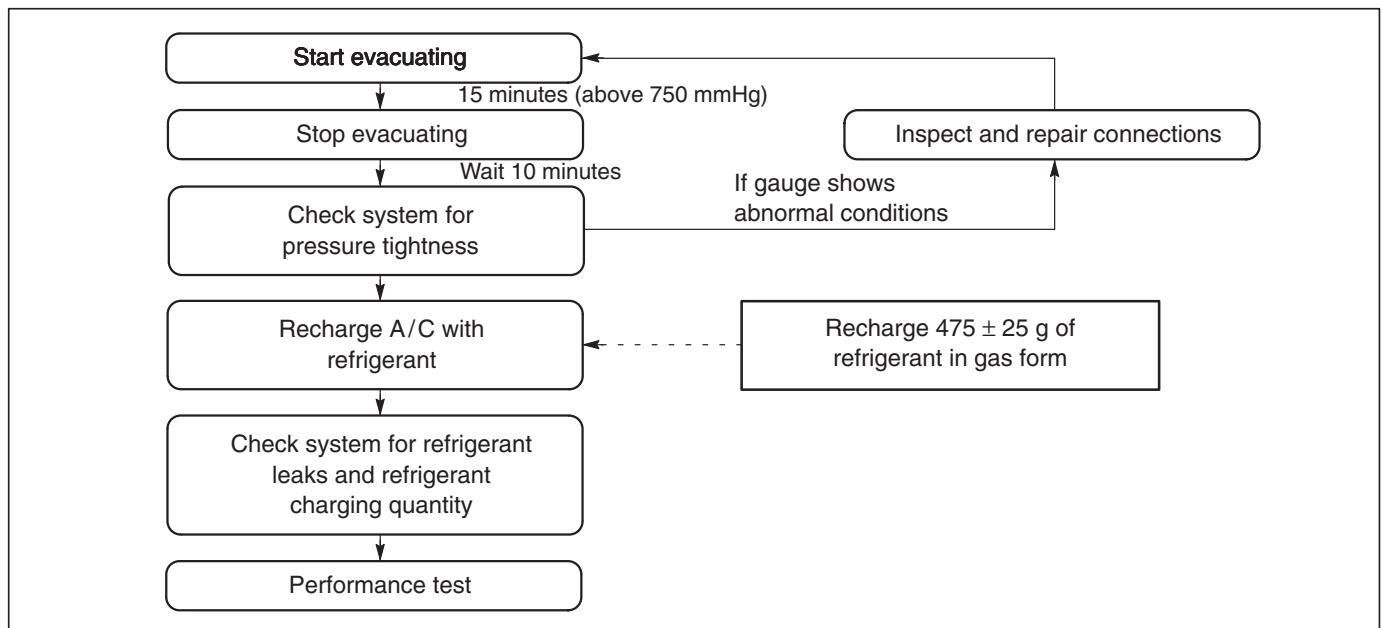 Start evacuating
15 minutes (above 750 mmHg)
Stop evacuating
Inspect and repair connections
Wait 10 minutes
If gauge shows
abnormal conditions
Check system for
pressure tightness
Recharge A/C with
refrigerant
Recharge 475 ± 25 g of
refrigerant in gas form
Check system for refrigerant
leaks and refrigerant
charging quantity
Performance test